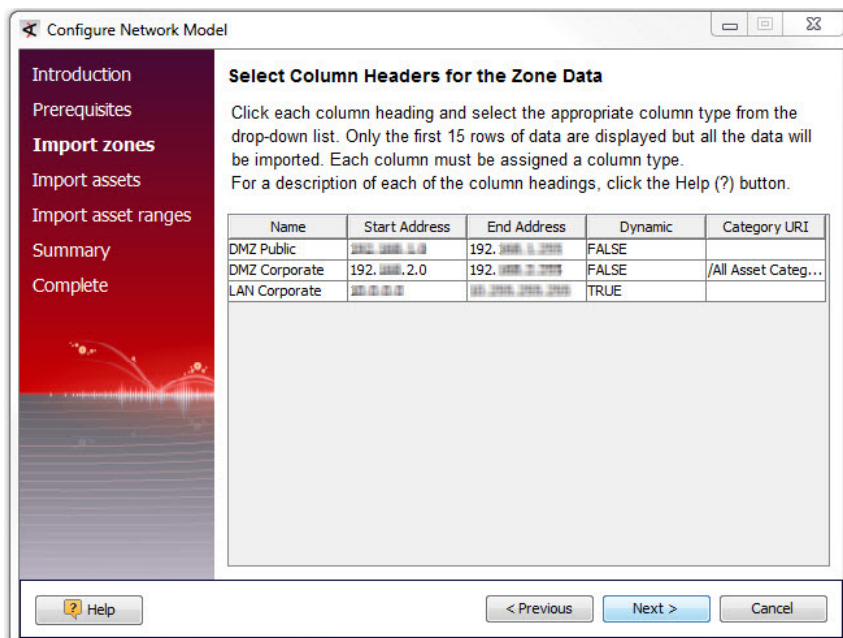 Configure Network Model
Introduction
Prerequisites
Import zones
Import assets
Import asset ranges
Summary
Complete
Select Column Headers for the Zone Data
Click each column heading and select the appropriate column type from the
drop-down list. Only the first 15 rows of data are displayed but all the data will
be imported. Each column must be assigned a column type.
For a description of each of the column headings, click the Help (?) button.
Name Start Address End Address Dynamic Category URI
DMZ Public 192. FALSE
DMZ Corporate 192. .2.0 192. FALSE /All Asset Categ...
LAN Corporate TRUE
? Help
< Previous
Next >
Cancel